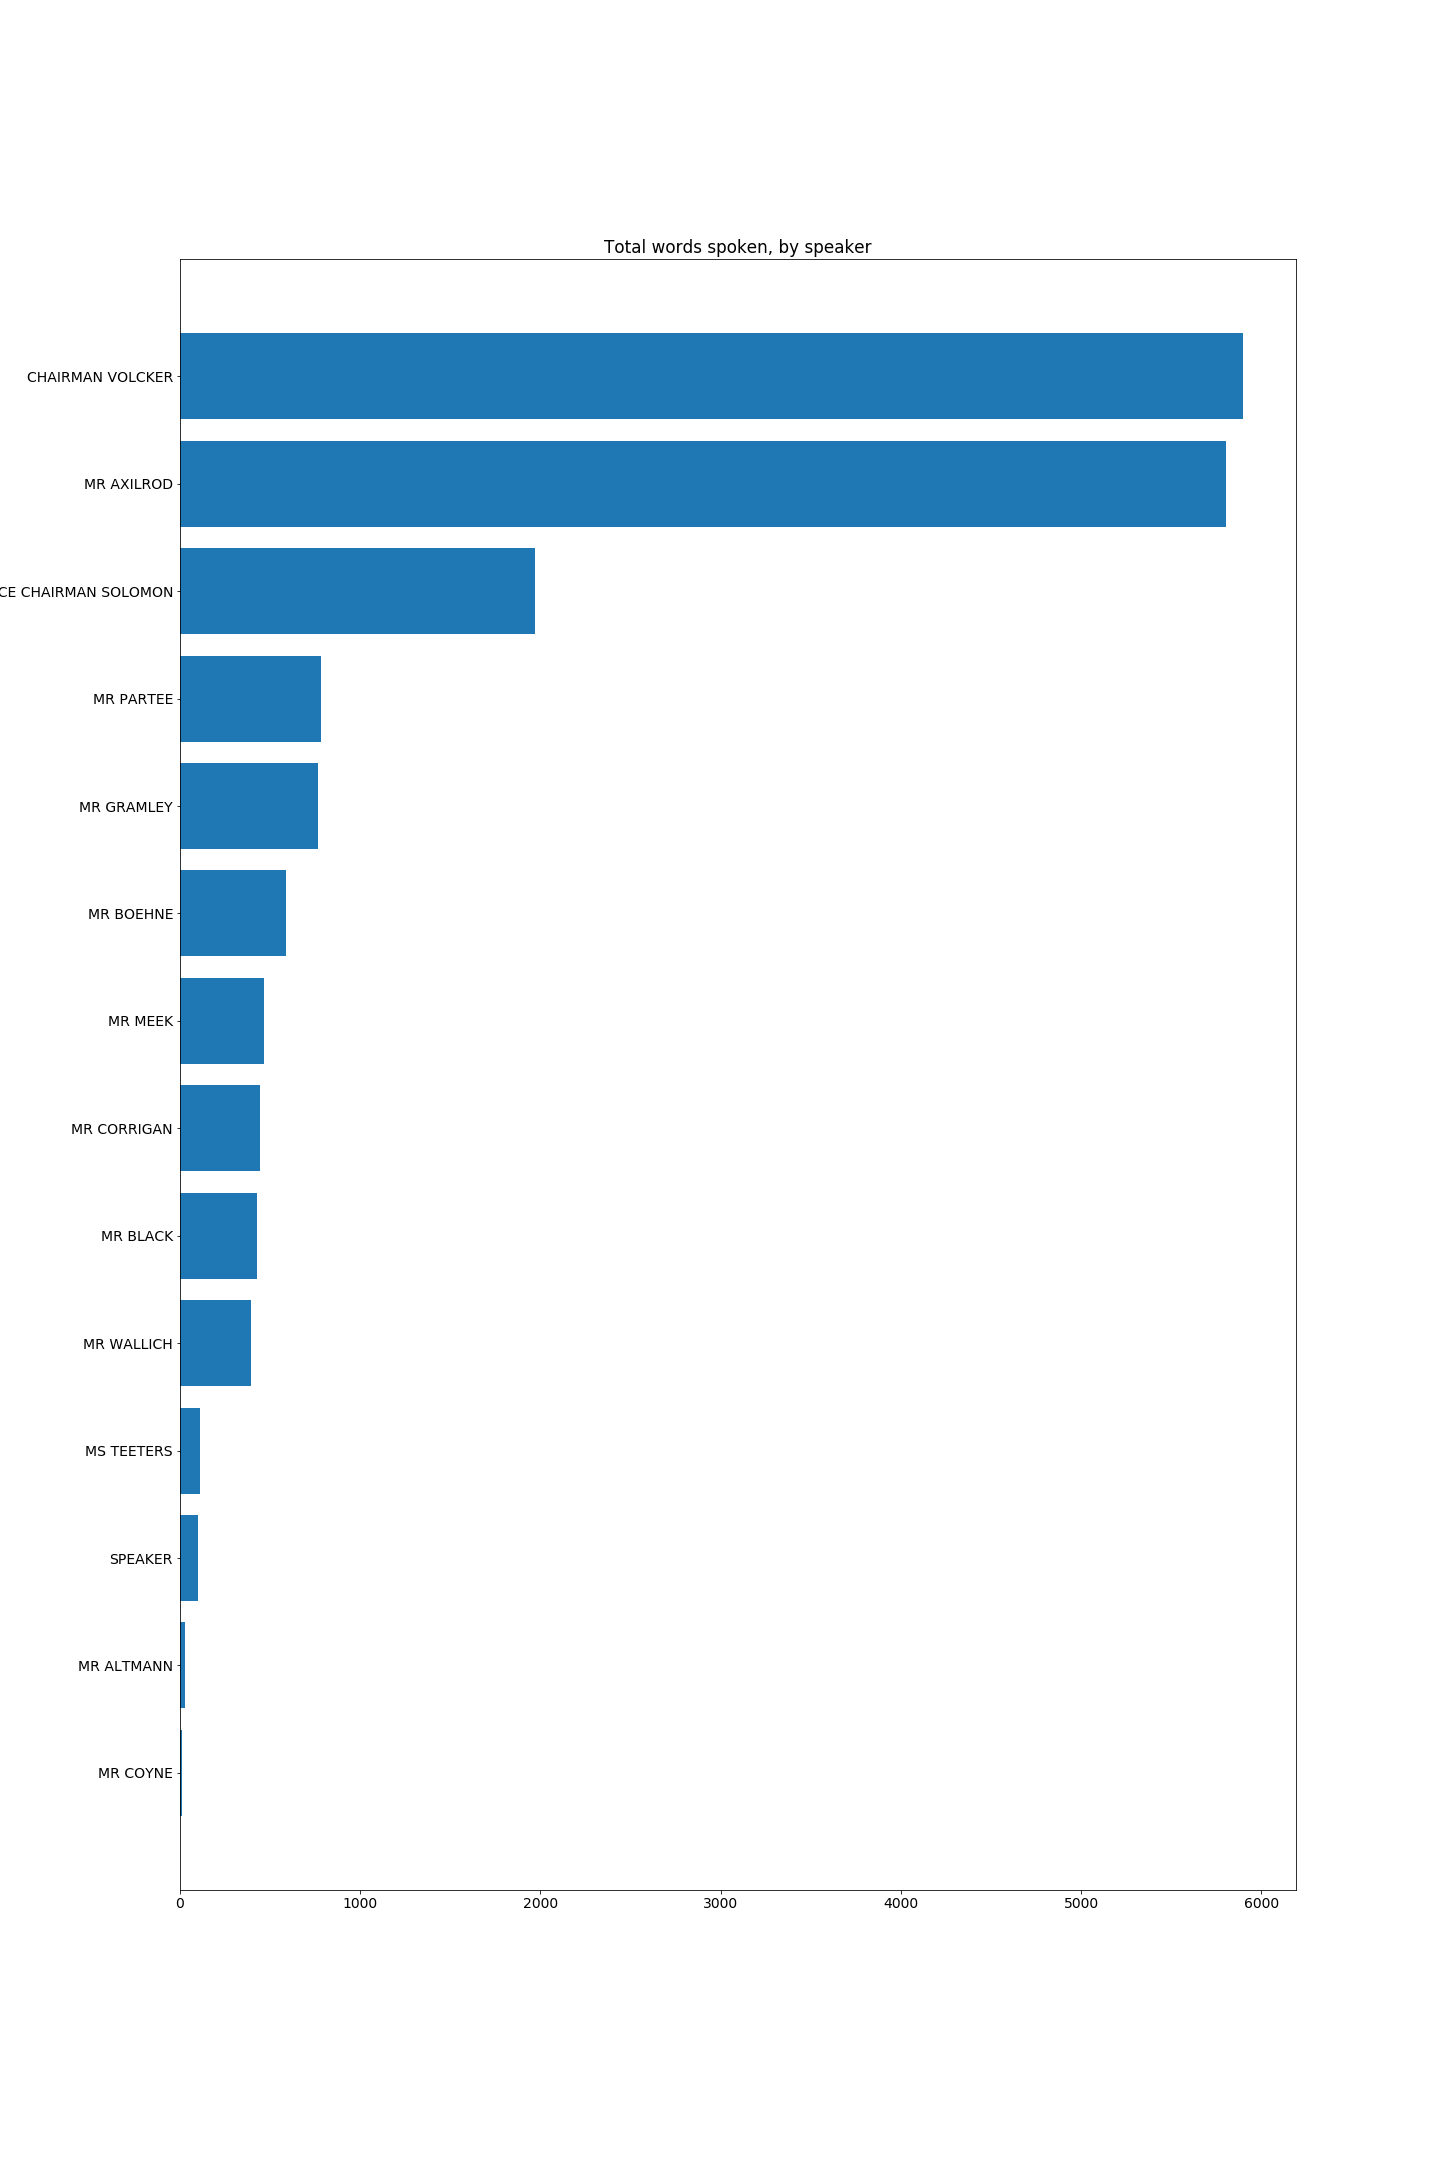 Total words spoken, by speaker
CHAIRMAN VOLCKER
MR AXILROD
CE CHAIRMAN SOLOMON
MR PARTEE
MR GRAMLEY
MR BOEHNE
MR MEEK
MR CORRIGAN
MR BLACK
MR WALLICH
MS TEETERS
SPEAKER
MR ALTMANN
MR COYNE
0 1000 2000 3000 4000 5000 6000